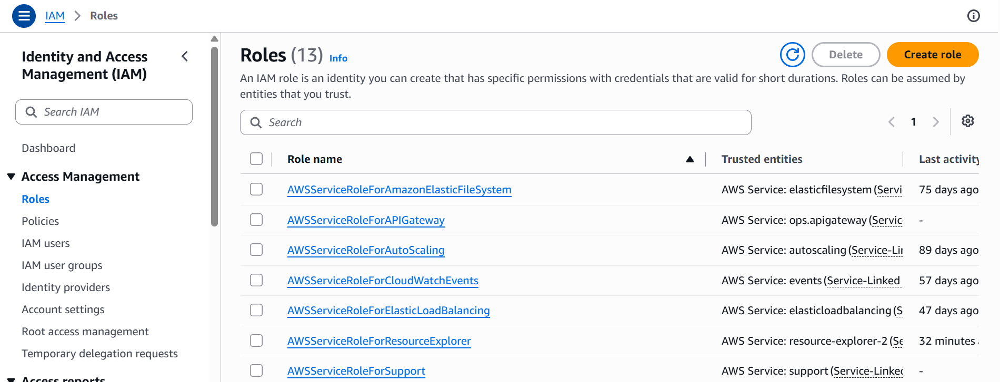 IAM > Roles
Identity and Access
Management (IAM)
Search IAM
Dashboard
Access Management
Roles
Policies
IAM users
IAM user groups
Identity providers
Account settings
Root access management
Temporary delegation requests
Access reports
Roles (13) Info
Delete
Create role
An IAM role is an identity you can create that has specific permissions with credentials that are valid for short durations. Roles can be assumed by
entities that you trust.
Search
1
Role name Trusted entities Last activity
AWSServiceRoleForAmazonElasticFileSystem AWS Service: elasticfilesystem (Servi 75 days ago
AWSServiceRoleForAPIGateway AWS Service: ops.apigateway (Servic -
AWSServiceRoleForAutoScaling AWS Service: autoscaling (Service-Lin 89 days ago
AWSServiceRoleForCloudWatchEvents AWS Service: events (Service-Linked 57 days ago
AWSServiceRoleForElasticLoadBalancing AWS Service: elasticloadbalancing (S 47 days ago
AWSServiceRoleForResourceExplorer AWS Service: resource-explorer-2 (Se 32 minutes
AWSServiceRoleForSupport AWS Service: support (Service-Linked -